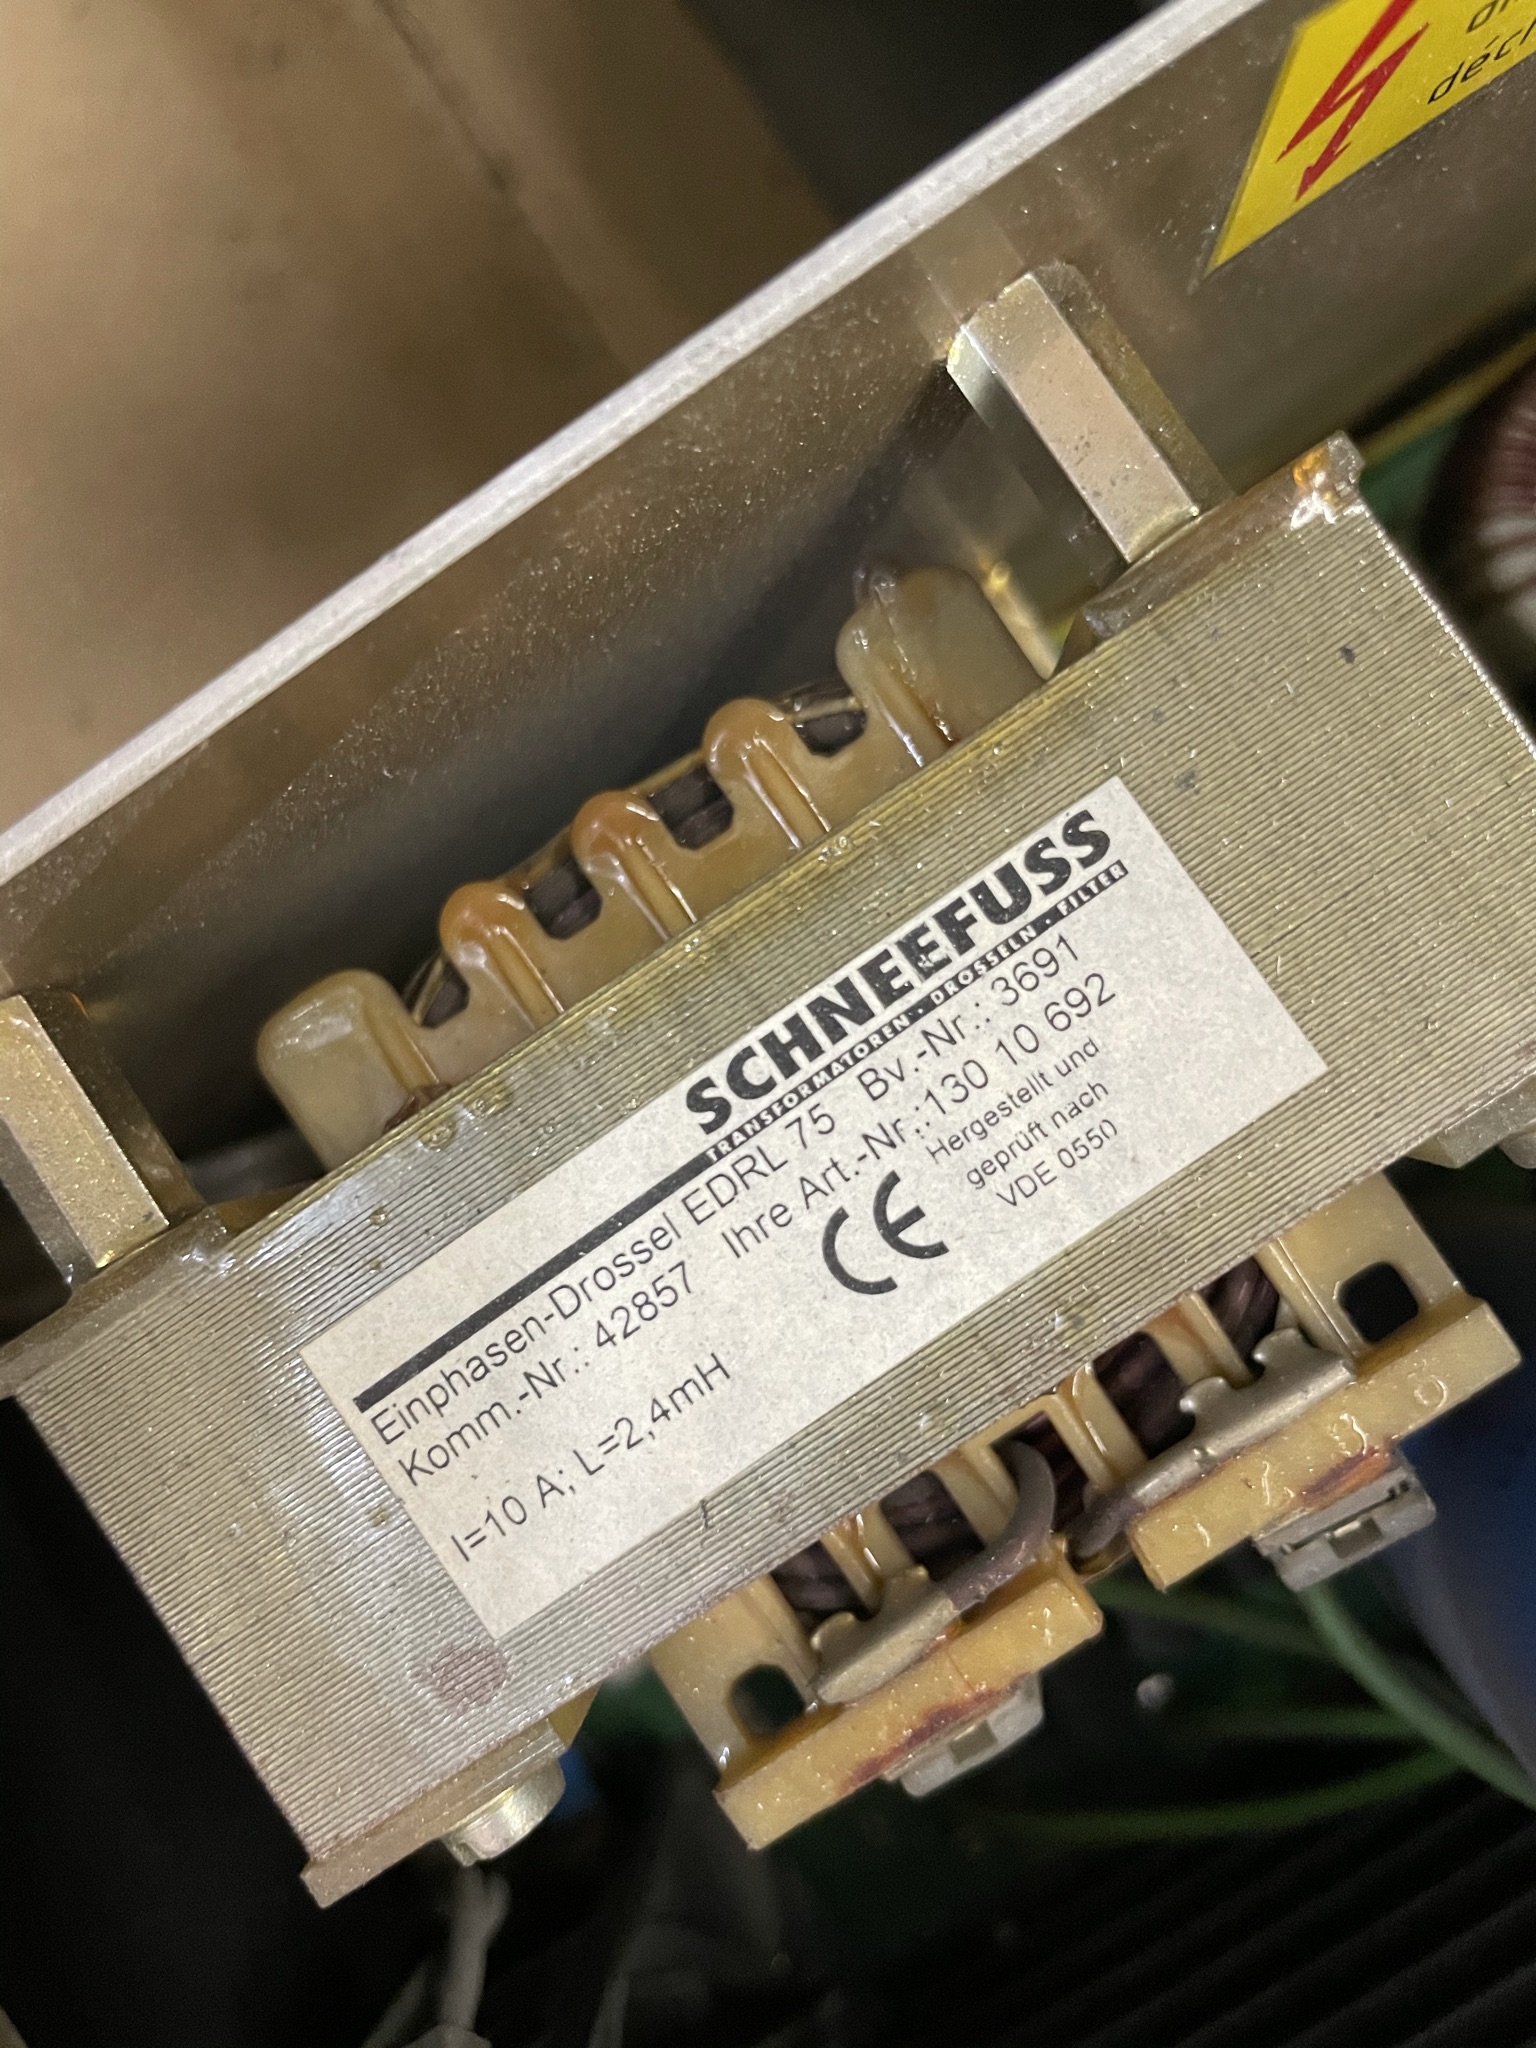 SCHNEEFUSS
TRANSFORMATOREN · DROSSELN · FILTER
Einphasen-Drossel EDRL 75 Bv.-Nr.: 3691
Komm.-Nr.: 42857 Ihre Art.-Nr.:130 10 692
I=10 A; L=2,4mH
CE
Hergestellt und
geprüft nach
VDE 0550